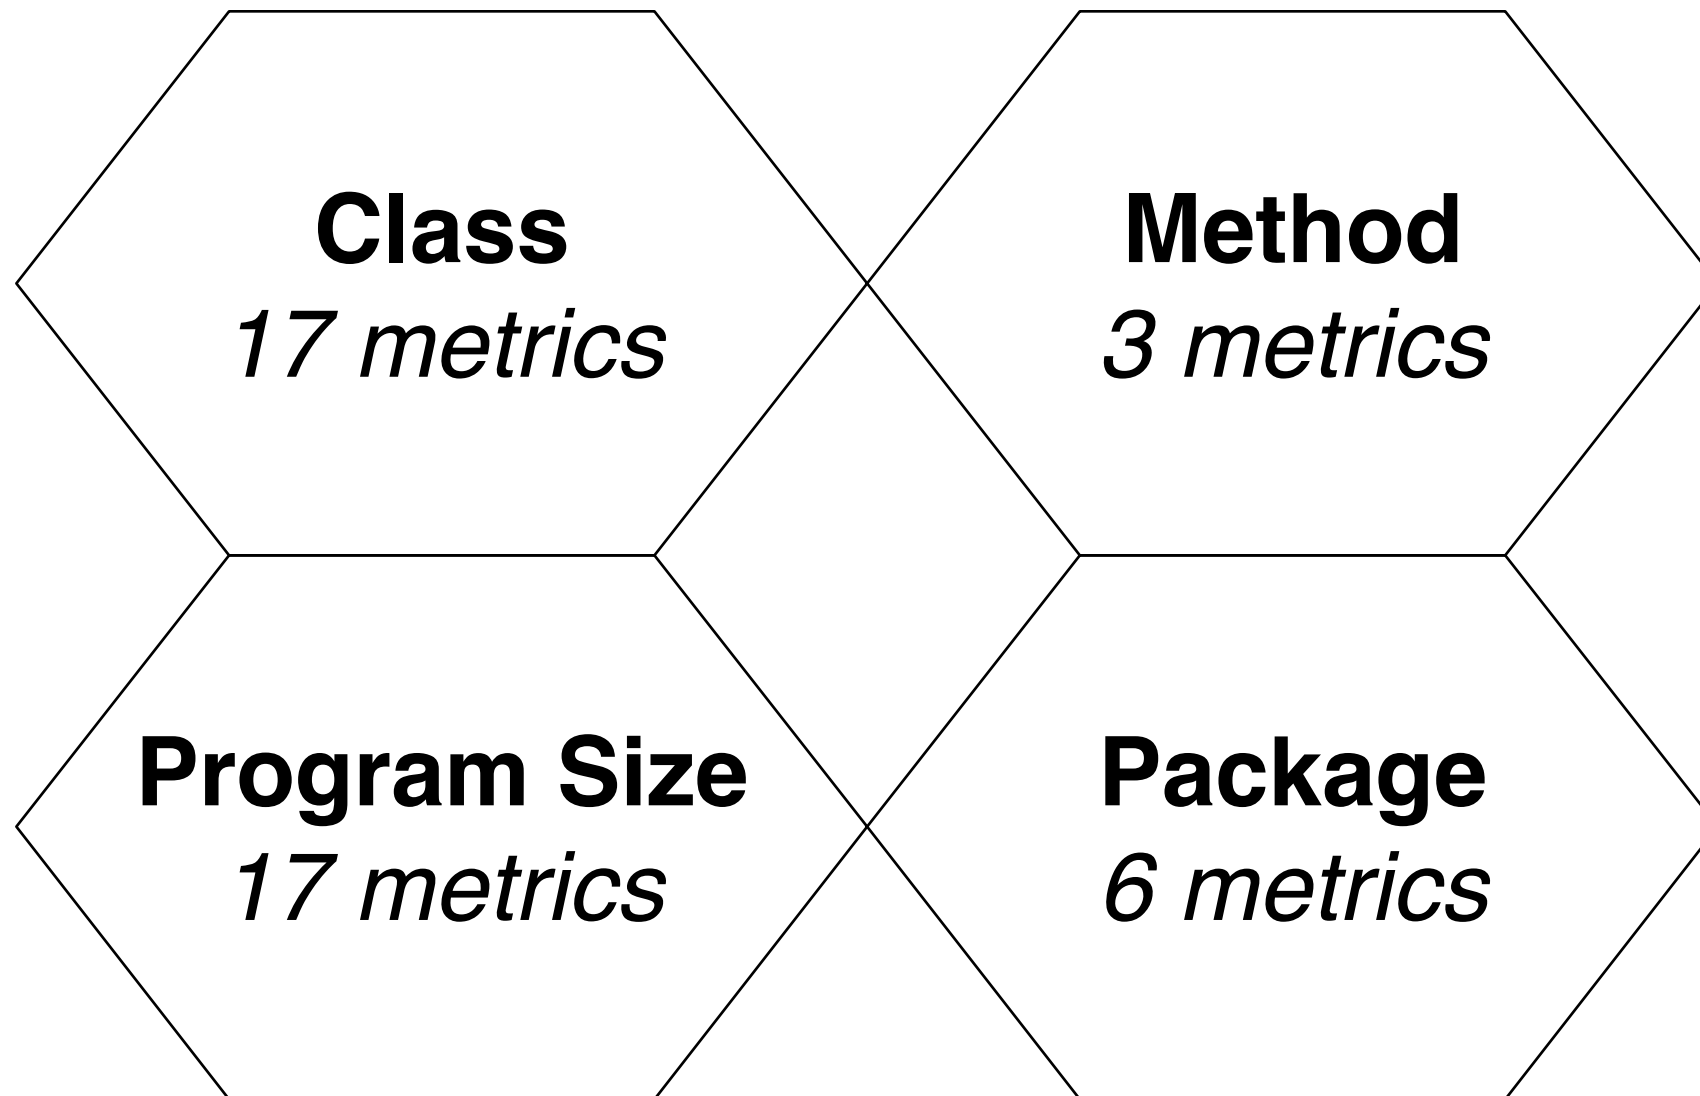 Class
17 metrics
Method
3 metrics
Program Size
17 metrics
Package
6 metrics